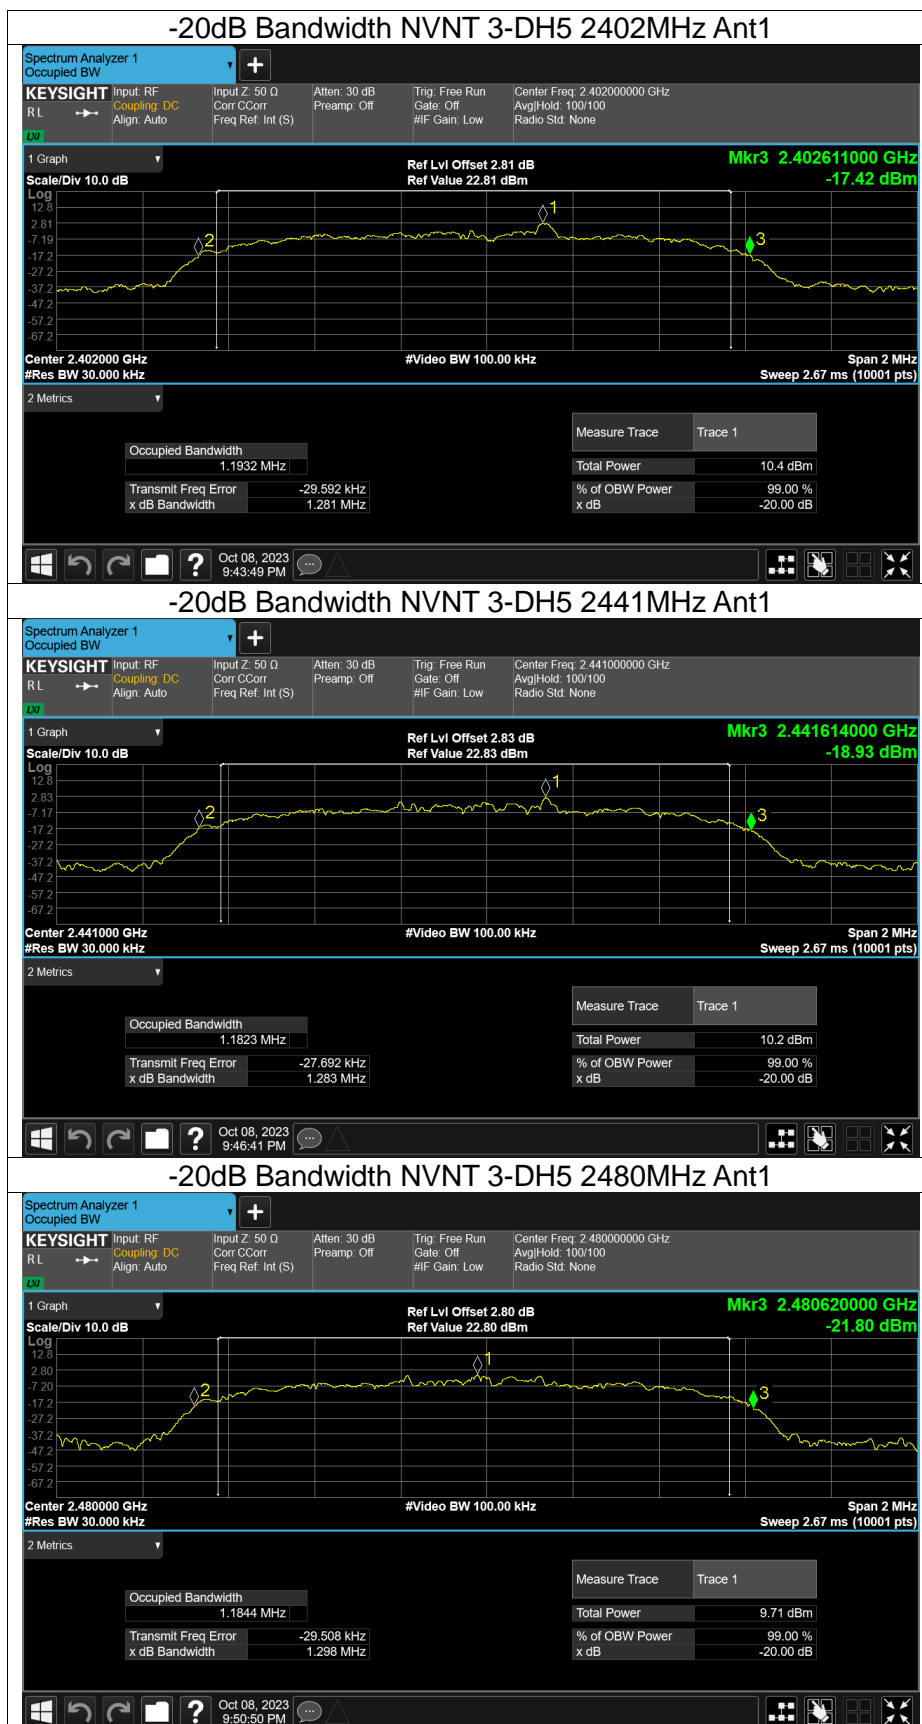 -20dB Bandwidth NVNT 3-DH5 2402MHz Ant1
Spectrum Analyzer 1
Occupied BW
KEYSIGHT Input: RF Input Z: 50 Ω Atten: 30 dB Trig: Free Run Center Freq: 2.402000000 GHz
R L Coupling: DC Corr CCorr Preamp: Off Gate: Off Avg|Hold: 100/100
Align: Auto Freq Ref: Int (S) #IF Gain: Low Radio Std: None
LXI
1 Graph Ref Lvl Offset 2.81 dB Mkr3 2.402611000 GHz
Scale/Div 10.0 dB Ref Value 22.81 dBm -17.42 dBm
Log
12.8
2.81
-7.19
-17.2
-27.2
-37.2
-47.2
-57.2
-67.2
1
2
3
Center 2.402000 GHz #Video BW 100.00 kHz Span 2 MHz
#Res BW 30.000 kHz Sweep 2.67 ms (10001 pts)
2 Metrics
Measure Trace Trace 1
Occupied Bandwidth
1.1932 MHz Total Power 10.4 dBm
Transmit Freq Error -29.592 kHz % of OBW Power 99.00 %
x dB Bandwidth 1.281 MHz x dB -20.00 dB
? Oct 08, 2023
9:43:49 PM
-20dB Bandwidth NVNT 3-DH5 2441MHz Ant1
Spectrum Analyzer 1
Occupied BW
KEYSIGHT Input: RF Input Z: 50 Ω Atten: 30 dB Trig: Free Run Center Freq: 2.441000000 GHz
R L Coupling: DC Corr CCorr Preamp: Off Gate: Off Avg|Hold: 100/100
Align: Auto Freq Ref: Int (S) #IF Gain: Low Radio Std: None
LXI
1 Graph Ref Lvl Offset 2.83 dB Mkr3 2.441614000 GHz
Scale/Div 10.0 dB Ref Value 22.83 dBm -18.93 dBm
Log
12.8
2.83
-7.17
-17.2
-27.2
-37.2
-47.2
-57.2
-67.2
1
2
3
Center 2.441000 GHz #Video BW 100.00 kHz Span 2 MHz
#Res BW 30.000 kHz Sweep 2.67 ms (10001 pts)
2 Metrics
Measure Trace Trace 1
Occupied Bandwidth
1.1823 MHz Total Power 10.2 dBm
Transmit Freq Error -27.692 kHz % of OBW Power 99.00 %
x dB Bandwidth 1.283 MHz x dB -20.00 dB
? Oct 08, 2023
9:46:41 PM
-20dB Bandwidth NVNT 3-DH5 2480MHz Ant1
Spectrum Analyzer 1
Occupied BW
KEYSIGHT Input: RF Input Z: 50 Ω Atten: 30 dB Trig: Free Run Center Freq: 2.480000000 GHz
R L Coupling: DC Corr CCorr Preamp: Off Gate: Off Avg|Hold: 100/100
Align: Auto Freq Ref: Int (S) #IF Gain: Low Radio Std: None
LXI
1 Graph Ref Lvl Offset 2.80 dB Mkr3 2.480620000 GHz
Scale/Div 10.0 dB Ref Value 22.80 dBm -21.80 dBm
Log
12.8
2.80
-7.20
-17.2
-27.2
-37.2
-47.2
-57.2
-67.2
1
2
3
Center 2.480000 GHz #Video BW 100.00 kHz Span 2 MHz
#Res BW 30.000 kHz Sweep 2.67 ms (10001 pts)
2 Metrics
Measure Trace Trace 1
Occupied Bandwidth
1.1844 MHz Total Power 9.71 dBm
Transmit Freq Error -29.508 kHz % of OBW Power 99.00 %
x dB Bandwidth 1.298 MHz x dB -20.00 dB
? Oct 08, 2023
9:50:50 PM